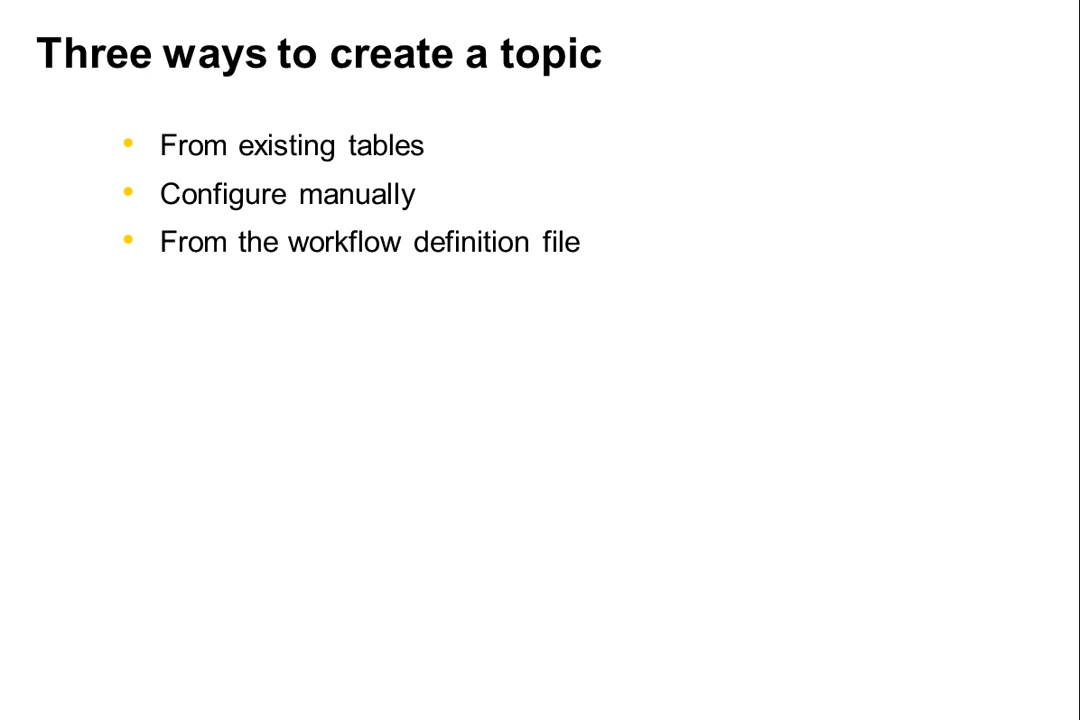 Three ways to create a topic
• From existing tables
• Configure manually
• From the workflow definition file